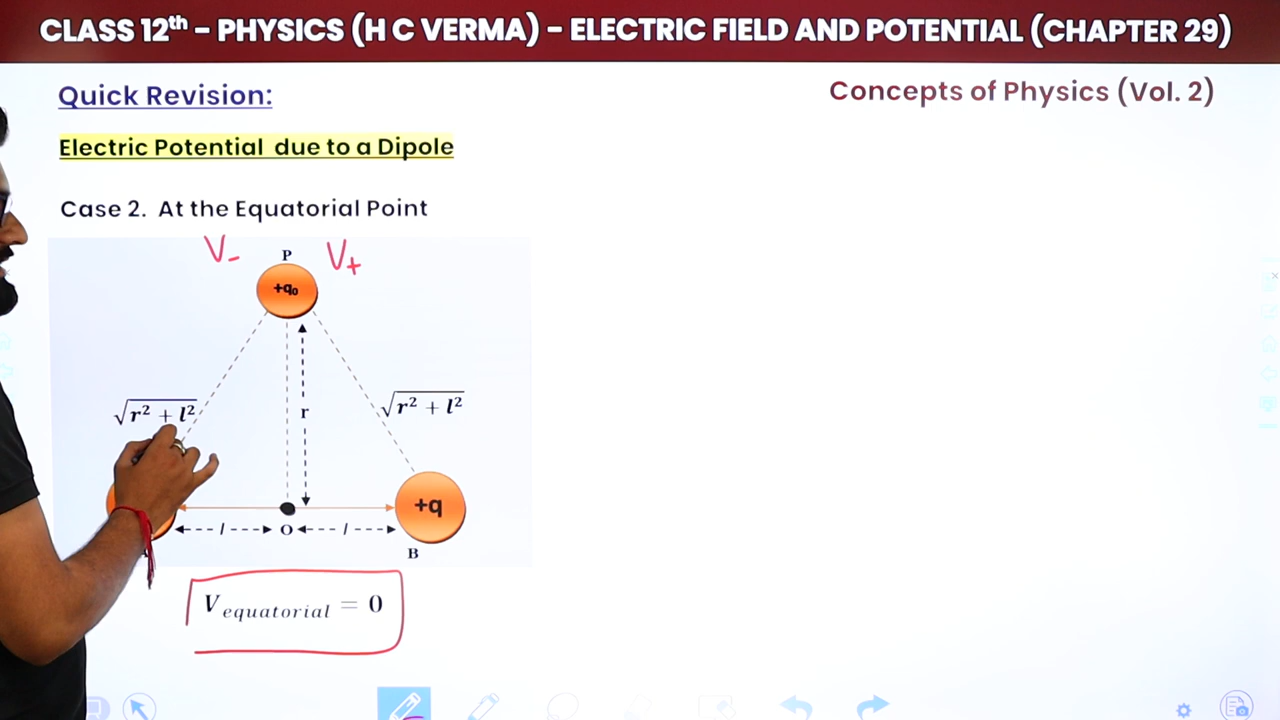 CLASS 12th – PHYSICS (H C VERMA) – ELECTRIC FIELD AND POTENTIAL (CHAPTER 29)
Quick Revision:
Concepts of Physics (Vol. 2)
Electric Potential due to a Dipole
Case 2. At the Equatorial Point
V- P V+
+q₀
√(r² + l²) r √(r² + l²)
+q
l O l
B
V equatorial = 0